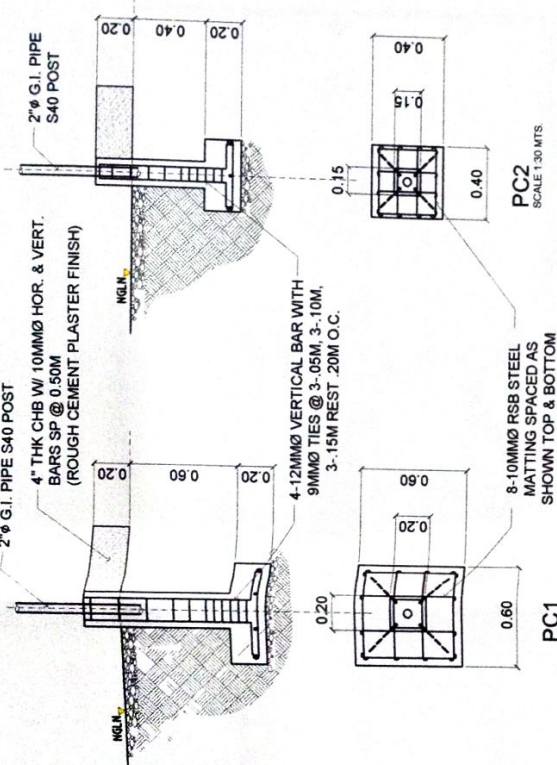 2"ø G.I. PIPE S40 POST
4" THK CHB W/ 10MMØ HOR. & VERT.
BARS SP @ 0.50M
(ROUGH CEMENT PLASTER FINISH)
NGLN
0.20
0.60
0.20
2"ø G.I. PIPE
S40 POST
NGLN
0.20
0.40
0.20
4-12MMØ VERTICAL BAR WITH
9MMØ TIES @ 3-.05M, 3-.10M,
3-.15M REST .20M O.C.
0.20
0.20
0.60
0.60
PC1
0.15
0.15
0.40
0.40
PC2
SCALE 1:30 MTS.
8-10MMØ RSB STEEL
MATTING SPACED AS
SHOWN TOP & BOTTOM